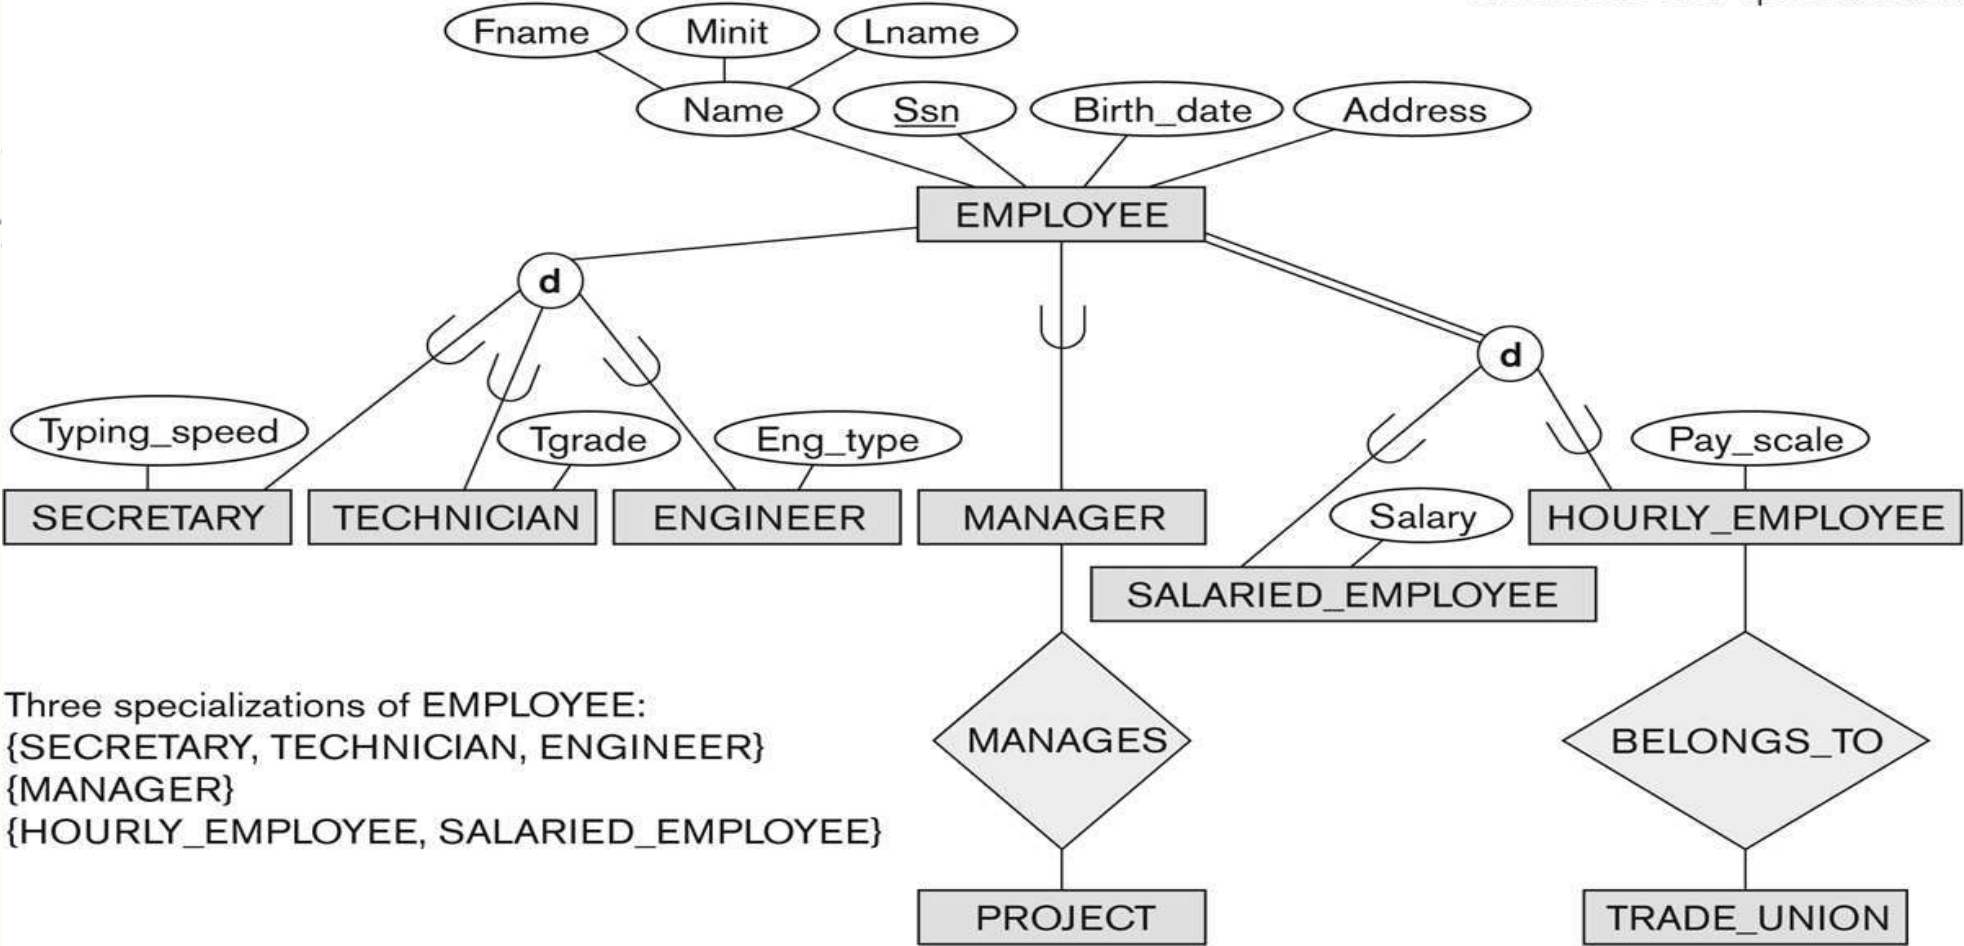 Fname
Minit
Lname
Name
Ssn
Birth_date
Address
EMPLOYEE
d
d
Typing_speed
Tgrade
Eng_type
Pay_scale
SECRETARY
TECHNICIAN
ENGINEER
MANAGER
Salary
HOURLY_EMPLOYEE
SALARIED_EMPLOYEE
Three specializations of EMPLOYEE:
{SECRETARY, TECHNICIAN, ENGINEER}
{MANAGER}
{HOURLY_EMPLOYEE, SALARIED_EMPLOYEE}
MANAGES
BELONGS_TO
PROJECT
TRADE_UNION